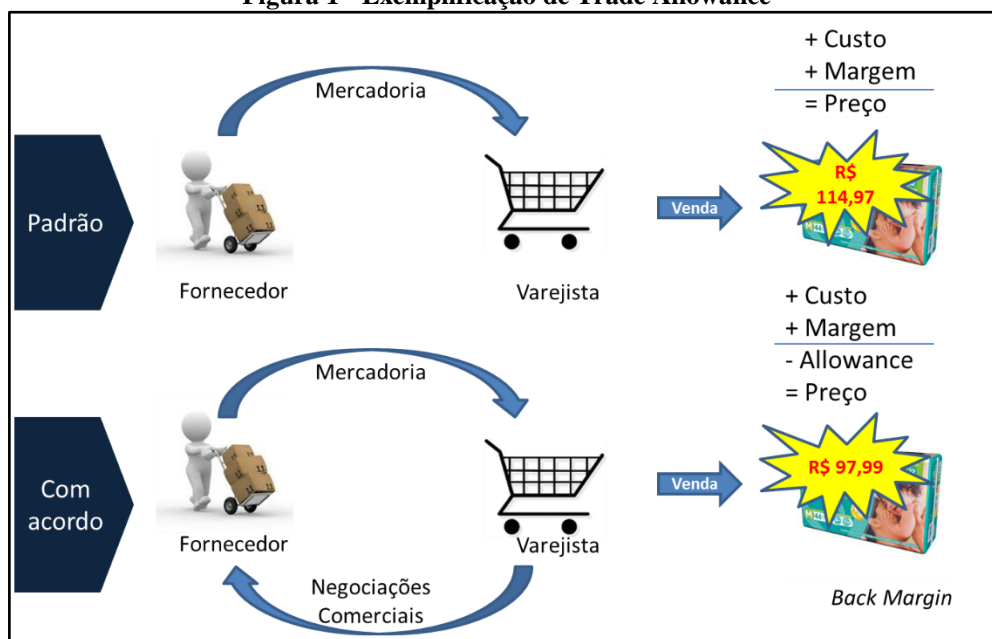 Figura 1 - Exemplificação de Trade Allowance
Padrão
Mercadoria
Fornecedor
Varejista
Venda
+ Custo
+ Margem
= Preço
R$
114,97
Com
acordo
Mercadoria
Fornecedor
Varejista
Negociações
Comerciais
Venda
+ Custo
+ Margem
- Allowance
= Preço
R$ 97,99
Back Margin